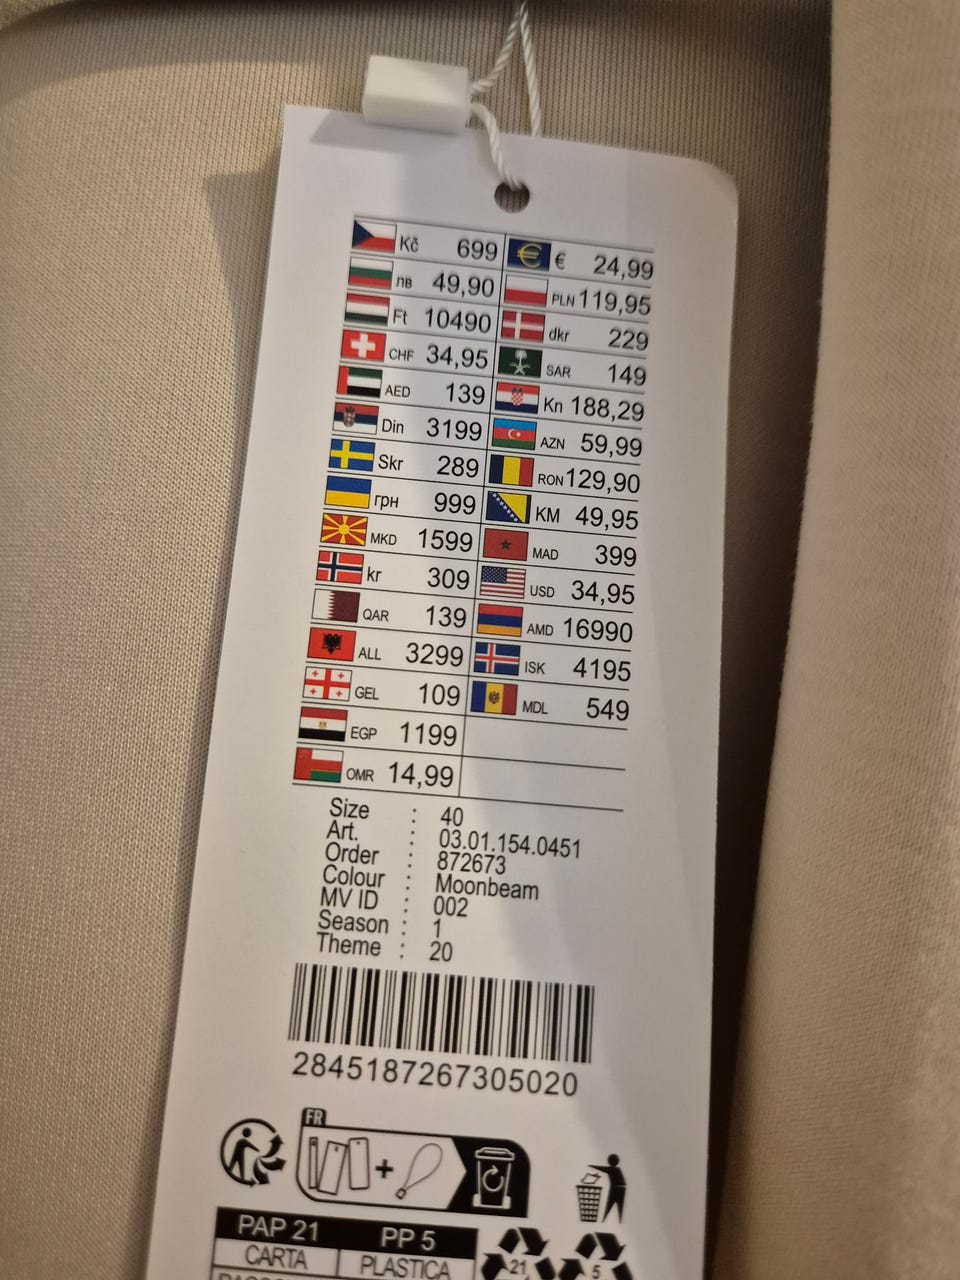 Kč 699 € 24,99
лв 49,90 PLN 119,95
Ft 10490 dkr 229
CHF 34,95 SAR 149
AED 139 Kn 188,29
Din 3199 AZN 59,99
Skr 289 RON 129,90
грн 999 KM 49,95
MKD 1599 MAD 399
kr 309 USD 34,95
QAR 139 AMD 16990
ALL 3299 ISK 4195
GEL 109 MDL 549
EGP 1199
OMR 14,99
Size : 40
Art. : 03.01.154.0451
Order : 872673
Colour : Moonbeam
MV ID : 002
Season : 1
Theme : 20
2845187267305020
FR
+
PAP 21 PP 5
CARTA PLASTICA
21 5